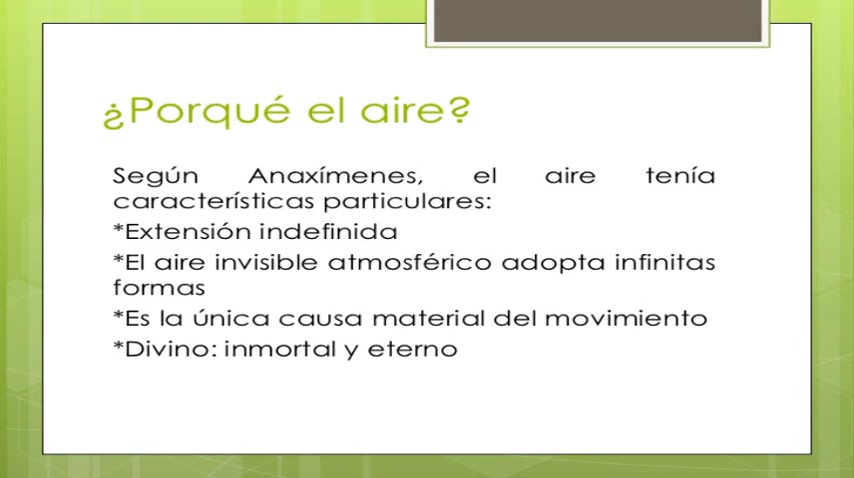 ¿Porqué el aire?
Según Anaxímenes, el aire tenía
características particulares:
*Extensión indefinida
*El aire invisible atmosférico adopta infinitas
formas
*Es la única causa material del movimiento
*Divino: inmortal y eterno